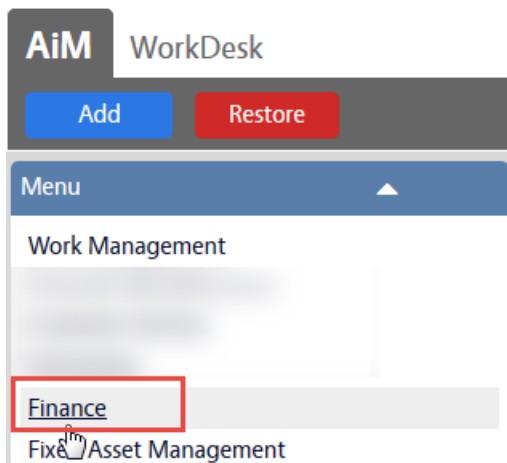 AiM WorkDesk
Add Restore
Menu
Work Management
Finance
Fixed Asset Management